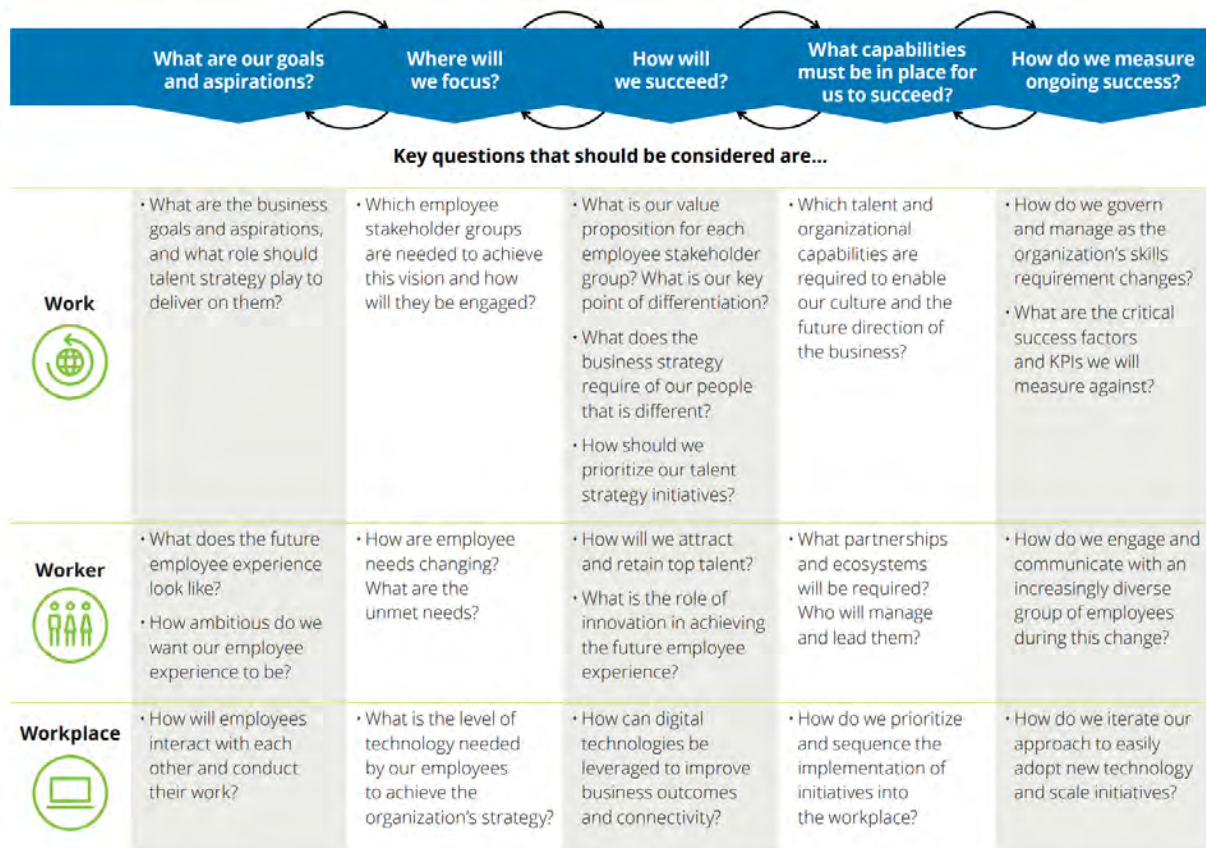 What are our goals
and aspirations?
Where will
we focus?
How will
we succeed?
What capabilities
must be in place for
us to succeed?
How do we measure
ongoing success?
Key questions that should be considered are...
Work
• What are the business
goals and aspirations,
and what role should
talent strategy play to
deliver on them?
• Which employee
stakeholder groups
are needed to achieve
this vision and how
will they be engaged?
• What is our value
proposition for each
employee stakeholder
group? What is our key
point of differentiation?
• What does the
business strategy
require of our people
that is different?
• How should we
prioritize our talent
strategy initiatives?
• Which talent and
organizational
capabilities are
required to enable
our culture and the
future direction of
the business?
• How do we govern
and manage as the
organization's skills
requirement changes?
• What are the critical
success factors
and KPIs we will
measure against?
Worker
• What does the future
employee experience
look like?
• How ambitious do we
want our employee
experience to be?
• How are employee
needs changing?
What are the
unmet needs?
• How will we attract
and retain top talent?
• What is the role of
innovation in achieving
the future employee
experience?
• What partnerships
and ecosystems
will be required?
Who will manage
and lead them?
• How do we engage and
communicate with an
increasingly diverse
group of employees
during this change?
Workplace
• How will employees
interact with each
other and conduct
their work?
• What is the level of
technology needed
by our employees
to achieve the
organization's strategy?
• How can digital
technologies be
leveraged to improve
business outcomes
and connectivity?
• How do we prioritize
and sequence the
implementation of
initiatives into
the workplace?
• How do we iterate our
approach to easily
adopt new technology
and scale initiatives?